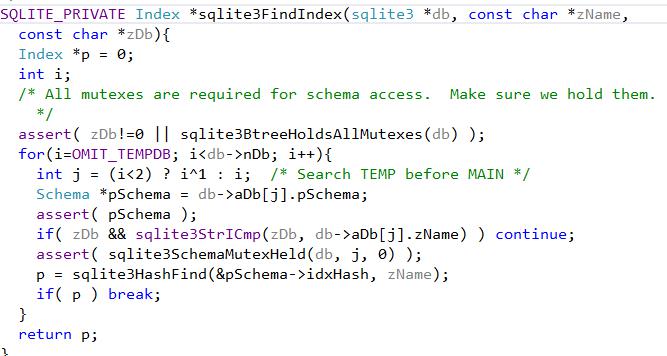 SQLITE_PRIVATE Index *sqlite3FindIndex(sqlite3 *db, const char *zName,
const char *zDb){
Index *p = 0;
int i;
/* All mutexes are required for schema access.  Make sure we hold them.
*/
assert( zDb!=0 || sqlite3BtreeHoldsAllMutexes(db) );
for(i=OMIT_TEMPDB; i<db->nDb; i++){
int j = (i<2) ? i^1 : i;  /* Search TEMP before MAIN */
Schema *pSchema = db->aDb[j].pSchema;
assert( pSchema );
if( zDb && sqlite3StrICmp(zDb, db->aDb[j].zName) ) continue;
assert( sqlite3SchemaMutexHeld(db, j, 0) );
p = sqlite3HashFind(&pSchema->idxHash, zName);
if( p ) break;
}
return p;
}